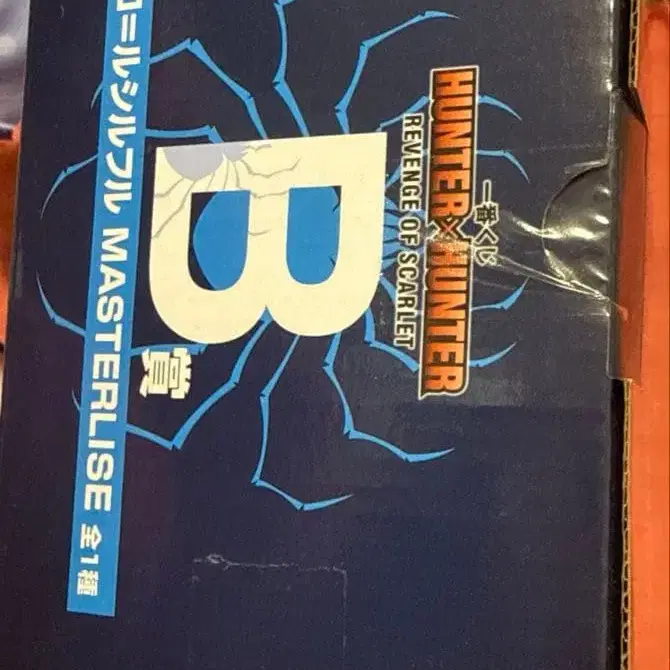 一番くじ
HUNTER×HUNTER
REVENGE OF SCARLET
B
賞
ロ=ルシルフル MASTERLISE 全1種